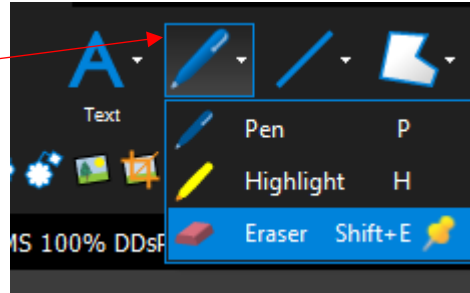 Text
Pen P
Highlight H
Eraser Shift+E
MS 100% DDsP